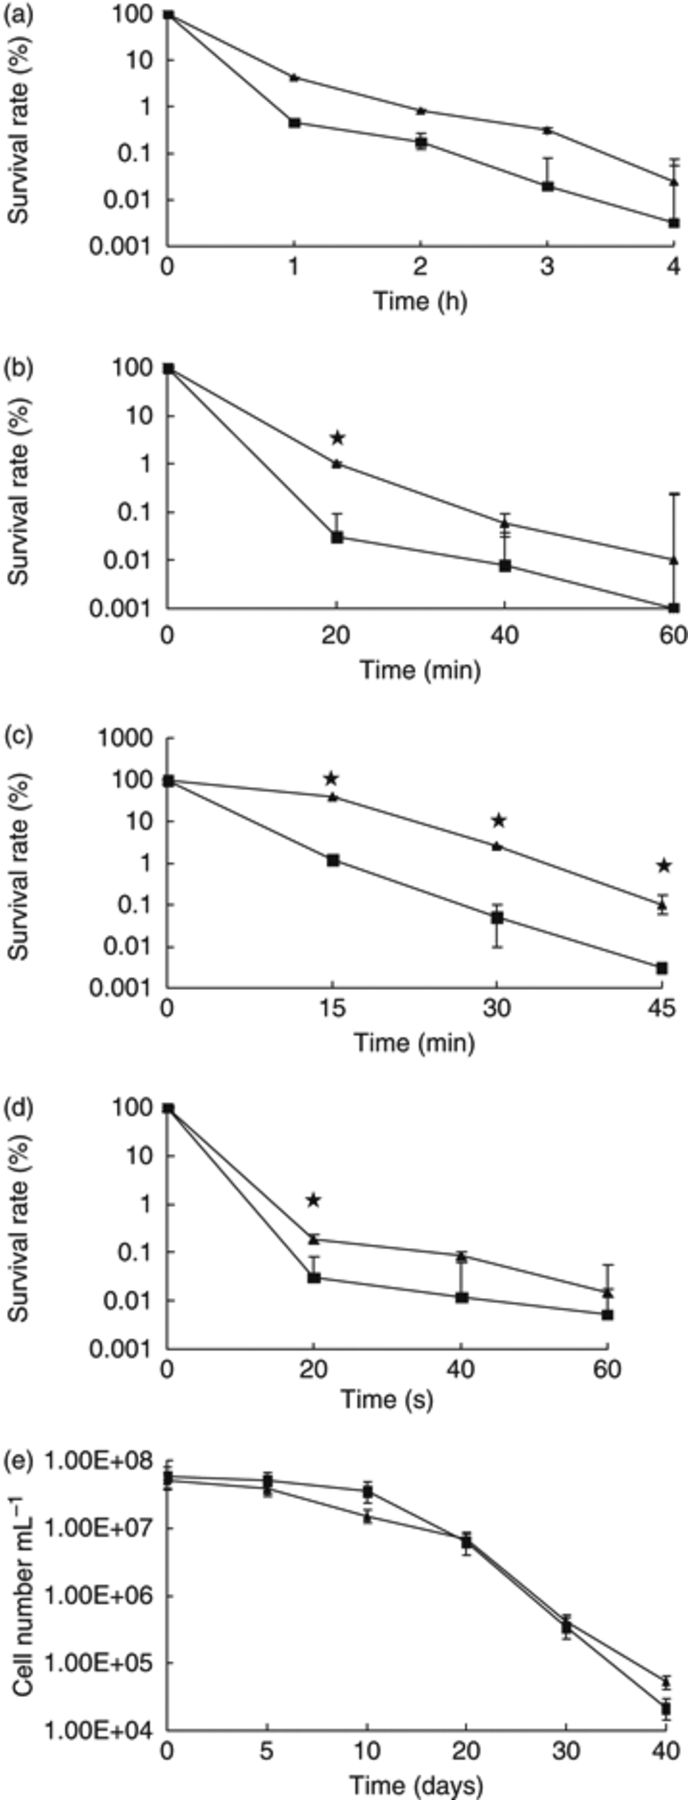 (a)
Survival rate (%)
100
10
1
0.1
0.01
0.001
0 1 2 3 4
Time (h)
(b)
Survival rate (%)
100
10
1
0.1
0.01
0.001
0 20 40 60
Time (min)
(c)
Survival rate (%)
1000
100
10
1
0.1
0.01
0.001
0 15 30 45
Time (min)
(d)
Survival rate (%)
100
10
1
0.1
0.01
0.001
0 20 40 60
Time (s)
(e)
Cell number mL⁻¹
1.00E+08
1.00E+07
1.00E+06
1.00E+05
1.00E+04
0 5 10 20 30 40
Time (days)